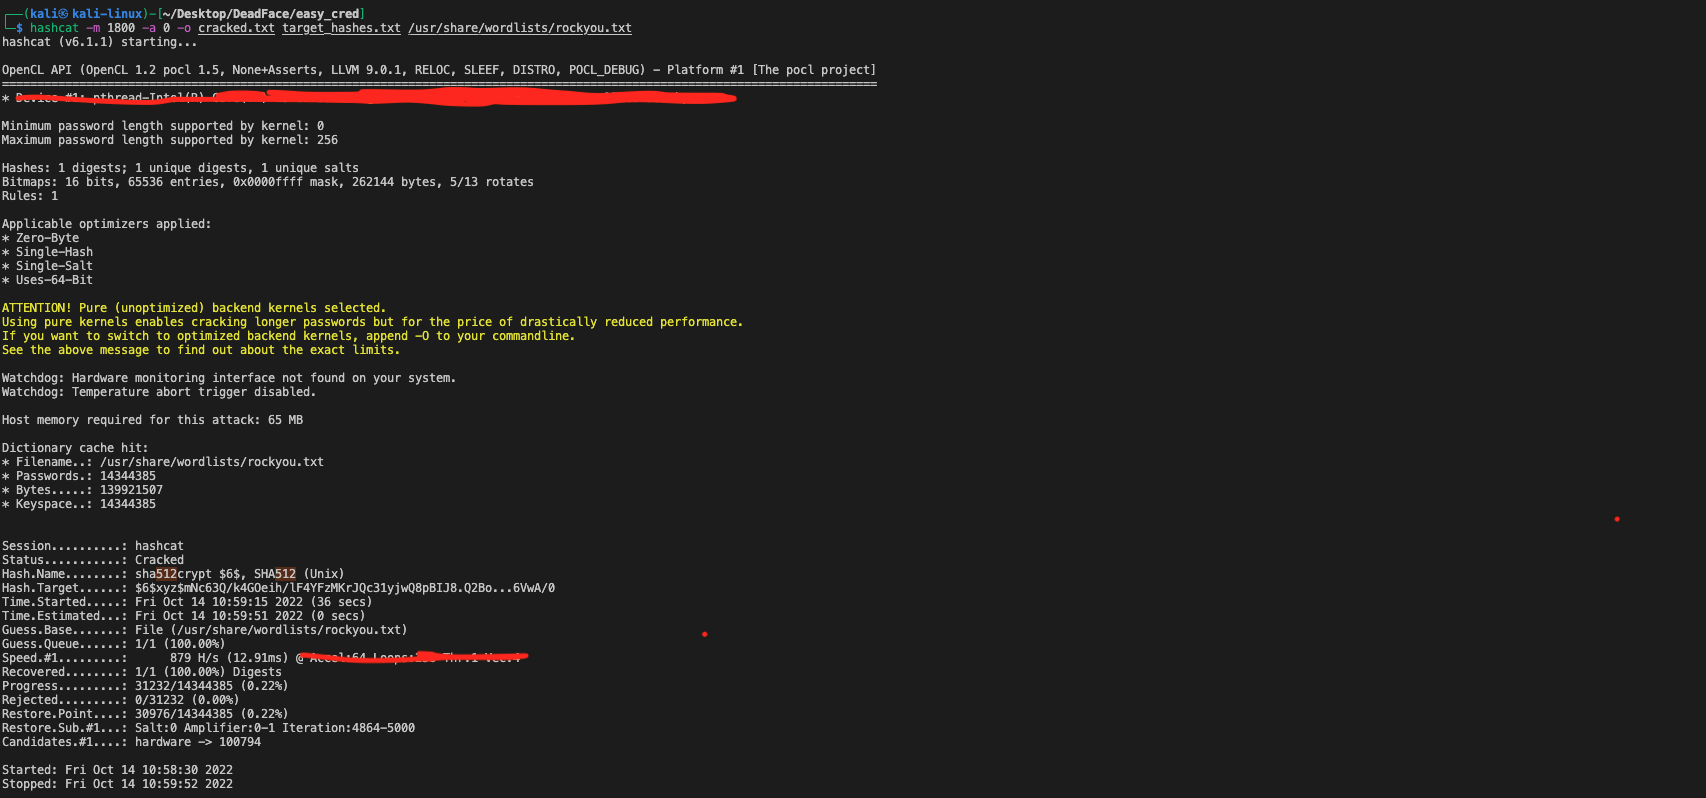 (kali㉿kali-linux)-[~/Desktop/DeadFace/easy_cred]
$ hashcat -m 1800 -a 0 -o cracked.txt target_hashes.txt /usr/share/wordlists/rockyou.txt
hashcat (v6.1.1) starting...
OpenCL API (OpenCL 1.2 pocl 1.5, None+Asserts, LLVM 9.0.1, RELOC, SLEEF, DISTRO, POCL_DEBUG) - Platform #1 [The pocl project]
================================================================================
* Device #1: pthread-Intel(R)
Minimum password length supported by kernel: 0
Maximum password length supported by kernel: 256
Hashes: 1 digests; 1 unique digests, 1 unique salts
Bitmaps: 16 bits, 65536 entries, 0x0000ffff mask, 262144 bytes, 5/13 rotates
Rules: 1
Applicable optimizers applied:
* Zero-Byte
* Single-Hash
* Single-Salt
* Uses-64-Bit
ATTENTION! Pure (unoptimized) backend kernels selected.
Using pure kernels enables cracking longer passwords but for the price of drastically reduced performance.
If you want to switch to optimized backend kernels, append -O to your commandline.
See the above message to find out about the exact limits.
Watchdog: Hardware monitoring interface not found on your system.
Watchdog: Temperature abort trigger disabled.
Host memory required for this attack: 65 MB
Dictionary cache hit:
* Filename..: /usr/share/wordlists/rockyou.txt
* Passwords.: 14344385
* Bytes.....: 139921507
* Keyspace..: 14344385
Session..........: hashcat
Status...........: Cracked
Hash.Name........: sha512crypt $6$, SHA512 (Unix)
Hash.Target......: $6$xyz$mNc63Q/k4GOeih/lF4YFzMKrJQc31yjwQ8pBIJ8.Q2Bo...6VwA/0
Time.Started.....: Fri Oct 14 10:59:15 2022 (36 secs)
Time.Estimated...: Fri Oct 14 10:59:51 2022 (0 secs)
Guess.Base.......: File (/usr/share/wordlists/rockyou.txt)
Guess.Queue......: 1/1 (100.00%)
Speed.#1.........:      879 H/s (12.91ms) @ Accel:64
Recovered........: 1/1 (100.00%) Digests
Progress.........: 31232/14344385 (0.22%)
Rejected.........: 0/31232 (0.00%)
Restore.Point....: 30976/14344385 (0.22%)
Restore.Sub.#1...: Salt:0 Amplifier:0-1 Iteration:4864-5000
Candidates.#1....: hardware -> 100794
Started: Fri Oct 14 10:58:30 2022
Stopped: Fri Oct 14 10:59:52 2022